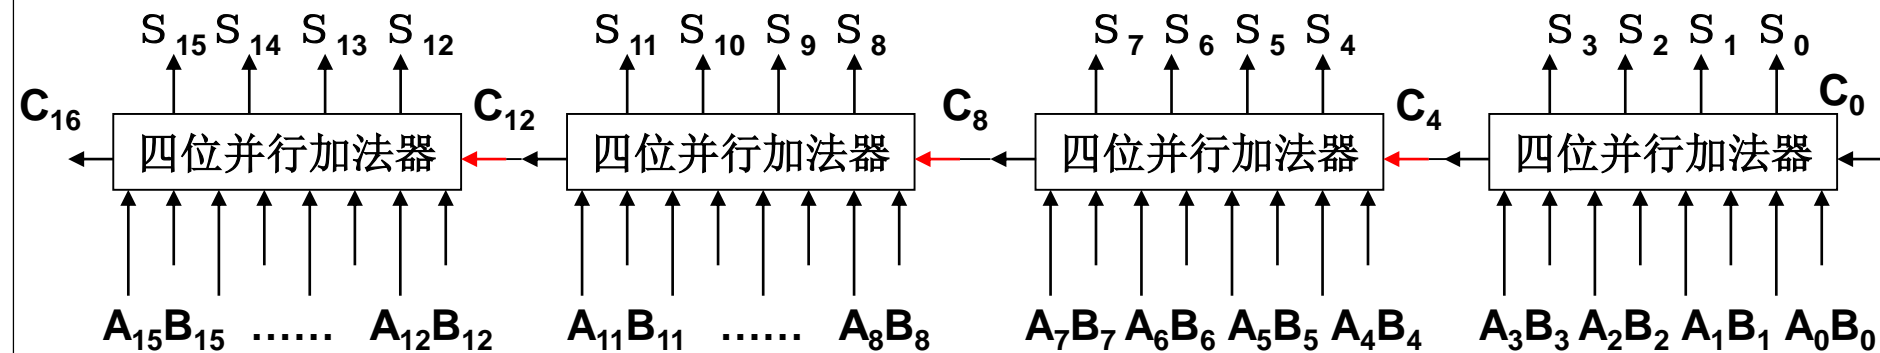 S15 S14 S13 S12 S11 S10 S9 S8 S7 S6 S5 S4 S3 S2 S1 S0
C16 C12 C8 C4 C0
四位并行加法器 四位并行加法器 四位并行加法器 四位并行加法器
A15B15 …… A12B12 A11B11 …… A8B8 A7B7 A6B6 A5B5 A4B4 A3B3 A2B2 A1B1 A0B0